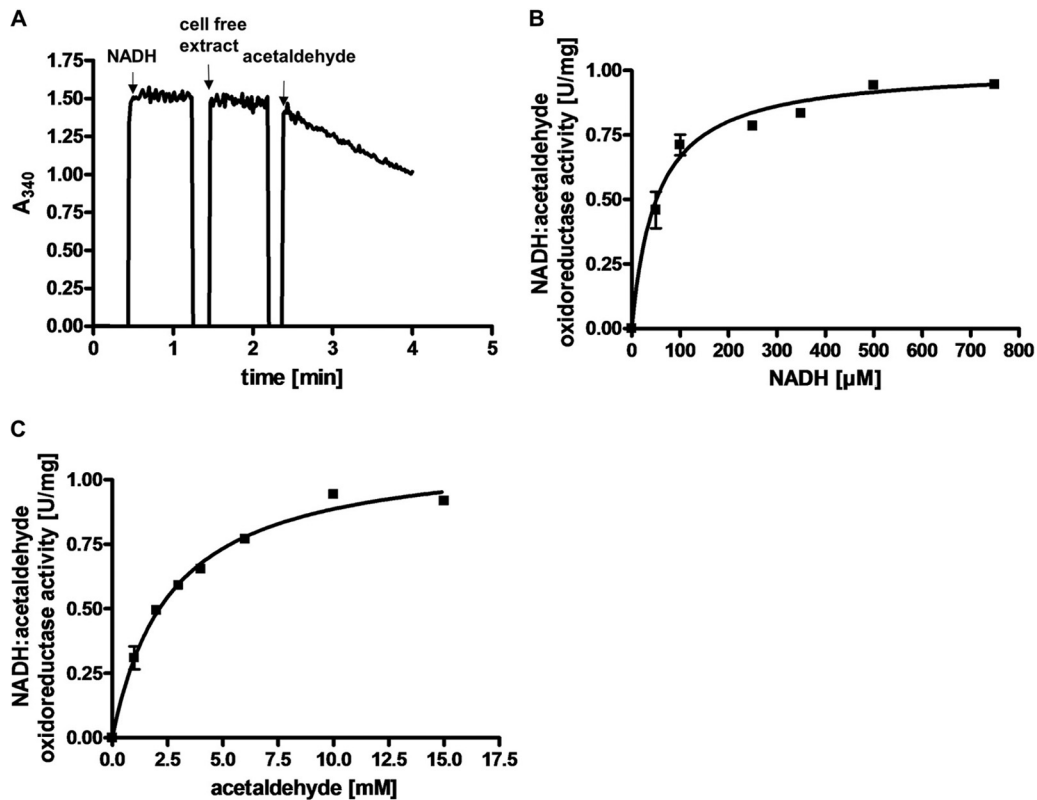 A
cell free
extract
NADH
acetaldehyde
1.75
1.50
1.25
1.00
0.75
0.50
0.25
0.00
A340
0
1
2
3
4
5
time [min]
B
NADH:acetaldehyde
oxidoreductase activity [U/mg]
1.00
0.75
0.50
0.25
0.00
0
100
200
300
400
500
600
700
800
NADH [µM]
C
NADH:acetaldehyde
oxidoreductase activity [U/mg]
1.00
0.75
0.50
0.25
0.00
0.0
2.5
5.0
7.5
10.0
12.5
15.0
17.5
acetaldehyde [mM]